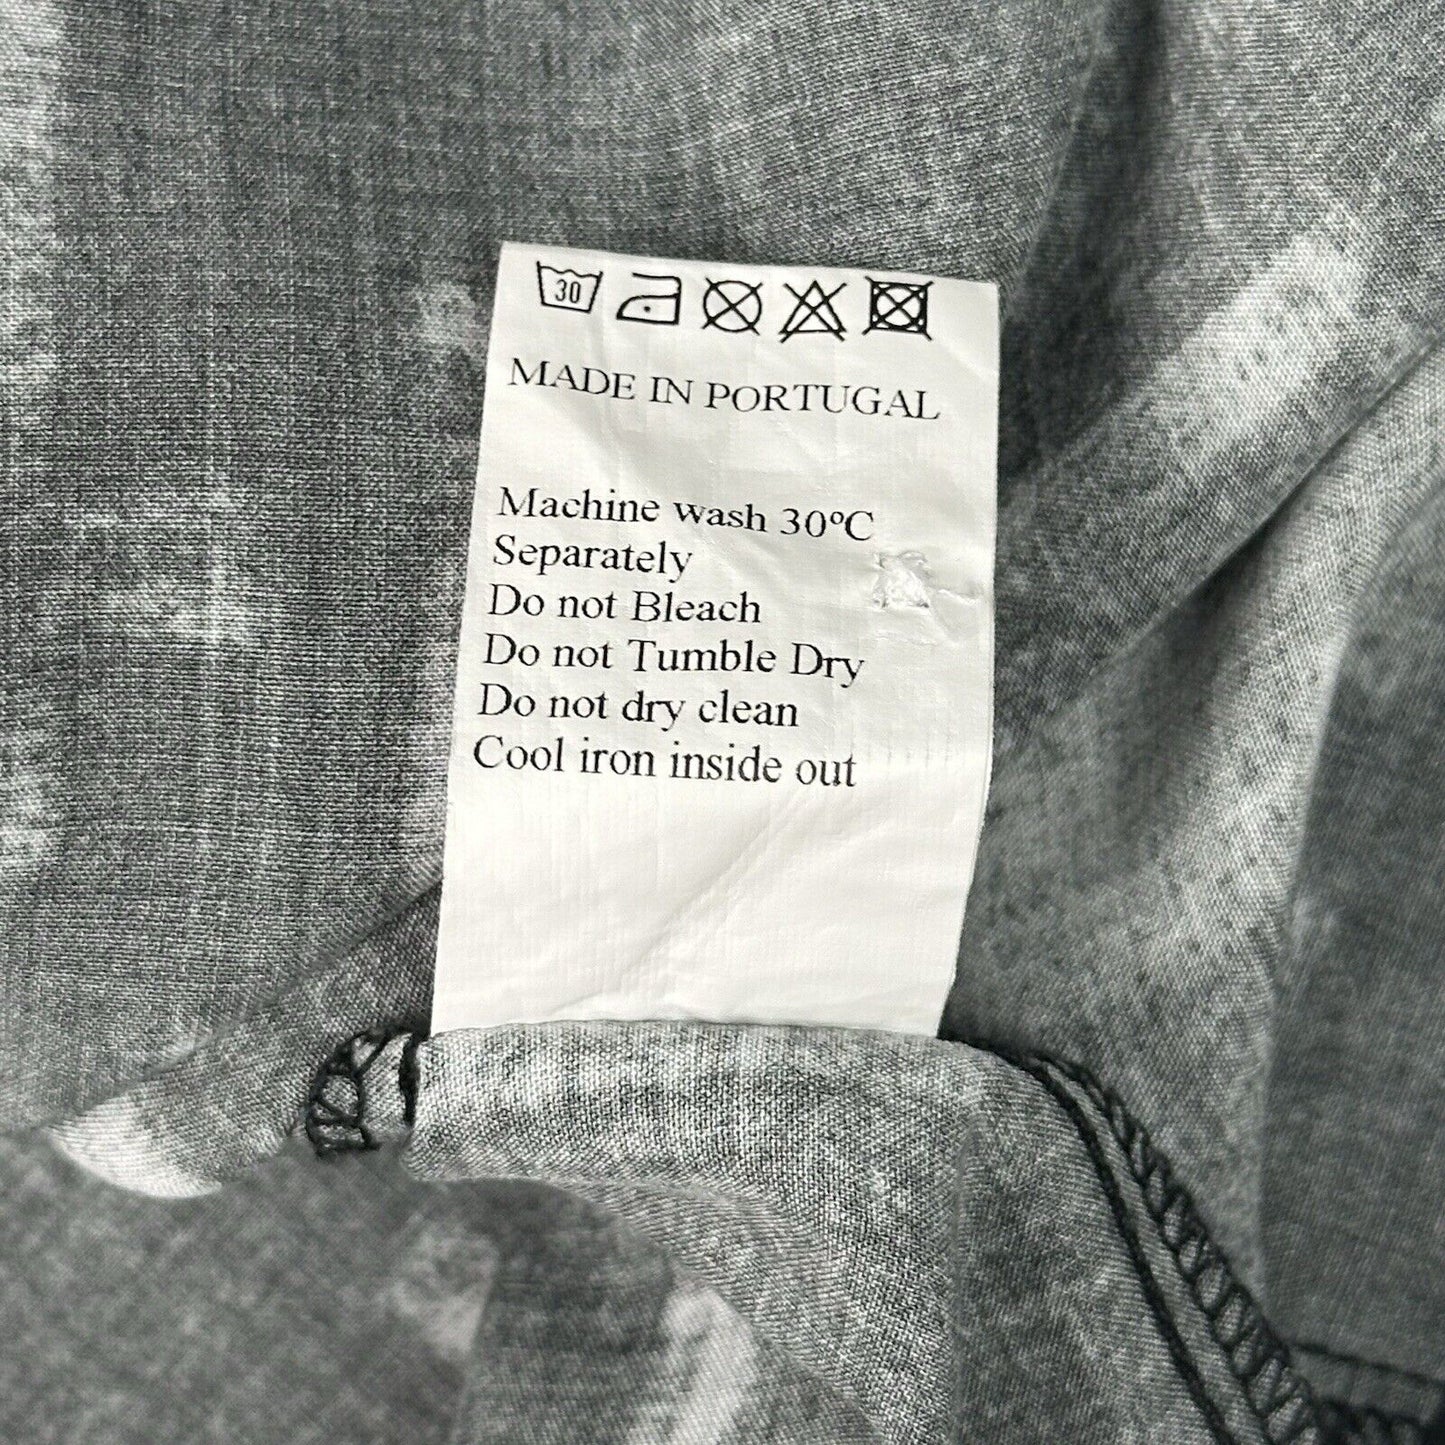 30
MADE IN PORTUGAL
Machine wash 30ºC
Separately
Do not Bleach
Do not Tumble Dry
Do not dry clean
Cool iron inside out